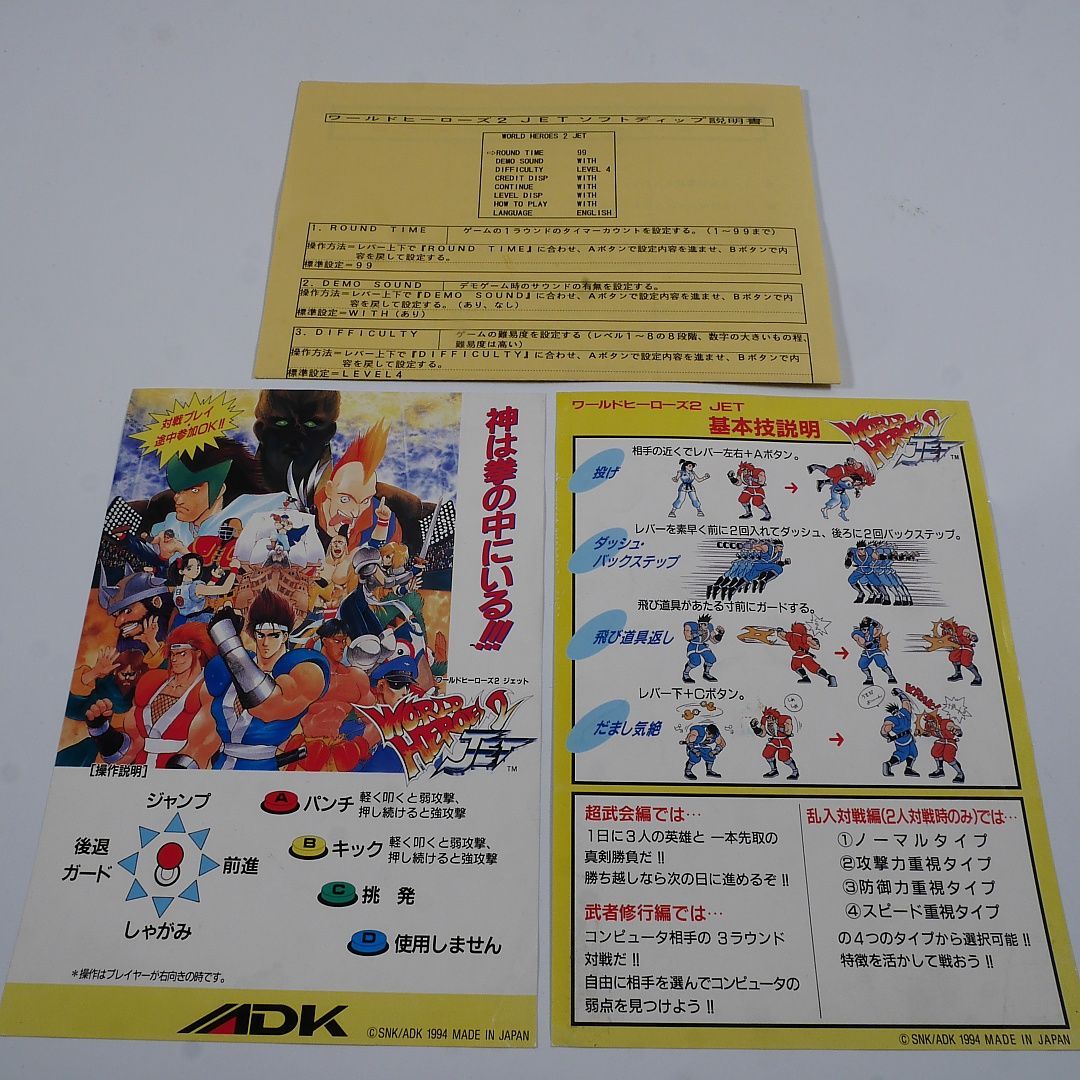 ワールドヒーローズ2 JETソフトディップ説明書
WORLD HEROES 2 JET
⇨ROUND TIME 99
DEMO SOUND WITH
DIFFICULTY LEVEL 4
CREDIT DISP WITH
CONTINUE WITH
LEVEL DISP WITH
HOW TO PLAY WITH
LANGUAGE ENGLISH
1. ROUND TIME ゲームの1ラウンドのタイマーカウントを設定する。(1~99まで)
操作方法=レバー上下で『ROUND TIME』に合わせ、Aボタンで設定内容を進ませ、Bボタンで内
容を戻して設定する。
標準設定=99
2. DEMO SOUND デモゲーム時のサウンドの有無を設定する。
操作方法=レバー上下で『DEMO SOUND』に合わせ、Aボタンで設定内容を進ませ、Bボタンで内
容を戻して設定する。(あり、なし)
標準設定=WITH(あり)
3. DIFFICULTY ゲームの難易度を設定する(レベル1~8の8段階、数字の大きいもの程、
難易度は高い)
操作方法=レバー上下で『DIFFICULTY』に合わせ、Aボタンで設定内容を進ませ、Bボタンで内
容を戻して設定する。
標準設定=LEVEL4
対戦プレイ・
途中参加OK!!
神は拳の中にいる!!!
ワールドヒーローズ2 ジェット
WORLD HEROES 2
JET
TM
[操作説明]
ジャンプ
後退
ガード
前進
しゃがみ
A パンチ 軽く叩くと弱攻撃、
押し続けると強攻撃
B キック 軽く叩くと弱攻撃、
押し続けると強攻撃
C 挑発
D 使用しません
*操作はプレイヤーが右向きの時です。
ADK
©SNK/ADK 1994 MADE IN JAPAN
ワールドヒーローズ2 JET
基本技説明
WORLD HEROES 2
JET
TM
投げ
相手の近くでレバー左右+Aボタン。
レバーを素早く前に2回入れてダッシュ、後ろに2回バックステップ。
ダッシュ・
バックステップ
飛び道具があたる寸前にガードする。
飛び道具返し
レバー下+Cボタン。
だまし気絶
超武会編では…
1日に3人の英雄と一本先取の
真剣勝負だ!!
勝ち越しなら次の日に進めるぞ!!
武者修行編では…
コンピュータ相手の3ラウンド
対戦だ!!
自由に相手を選んでコンピュータの
弱点を見つけよう!!
乱入対戦編(2人対戦時のみ)では…
①ノーマルタイプ
②攻撃力重視タイプ
③防御力重視タイプ
④スピード重視タイプ
の4つのタイプから選択可能!!
特徴を活かして戦おう!!
©SNK/ADK 1994 MADE IN JAPAN